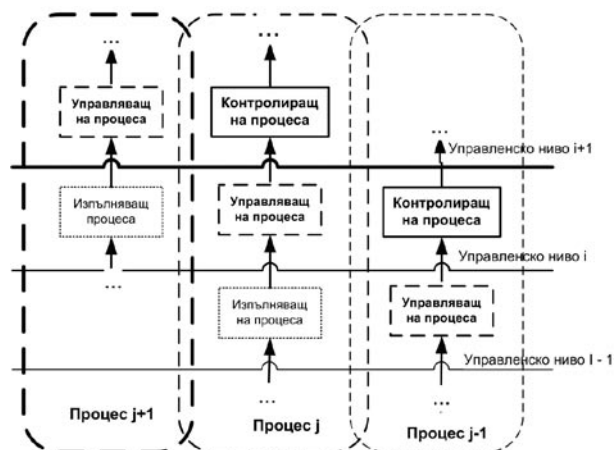 ...
...
Управляващ
на процеса
Контролиращ
на процеса
...
Управленско ниво i+1
Изпълняващ
процеса
Управляващ
на процеса
Контролиращ
на процеса
Управленско ниво i
...
Изпълняващ
на процеса
Управляващ
на процеса
Управленско ниво I - 1
...
...
Процес j+1
Процес j
Процес j-1